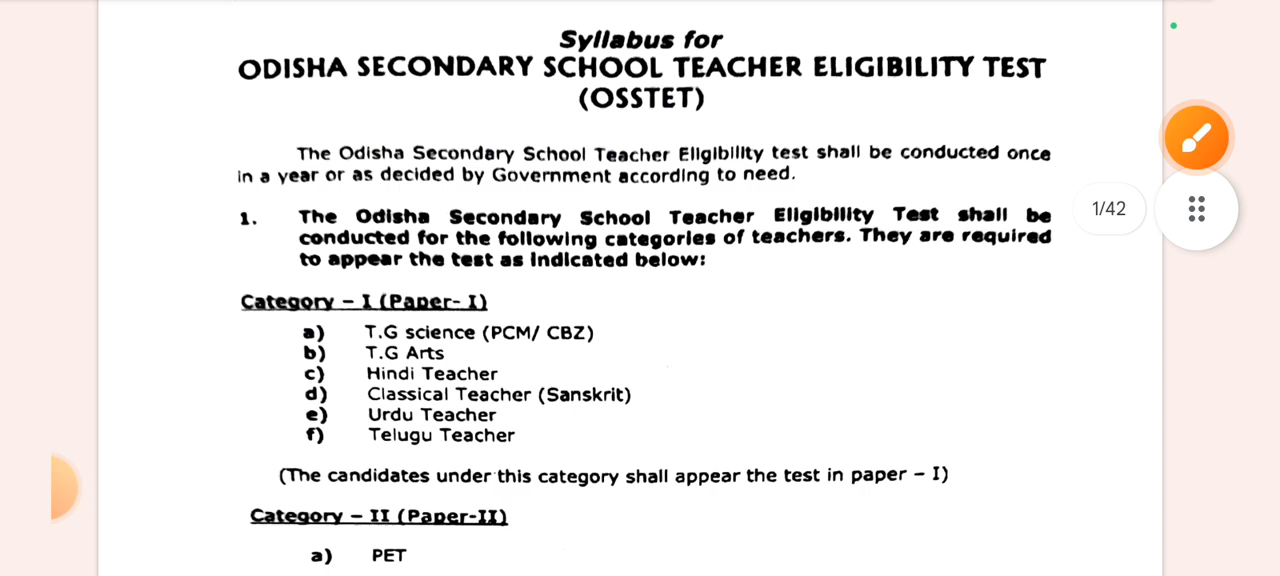 Syllabus for
ODISHA SECONDARY SCHOOL TEACHER ELIGIBILITY TEST
(OSSTET)
The Odisha Secondary School Teacher Eligibility test shall be conducted once
in a year or as decided by Government according to need.
1. The Odisha Secondary School Teacher Eligibility Test shall be
conducted for the following categories of teachers. They are required
to appear the test as indicated below:
1/42
Category – I (Paper- I)
a) T.G science (PCM/ CBZ)
b) T.G Arts
c) Hindi Teacher
d) Classical Teacher (Sanskrit)
e) Urdu Teacher
f) Telugu Teacher
(The candidates under this category shall appear the test in paper – I)
Category – II (Paper-II)
a) PET